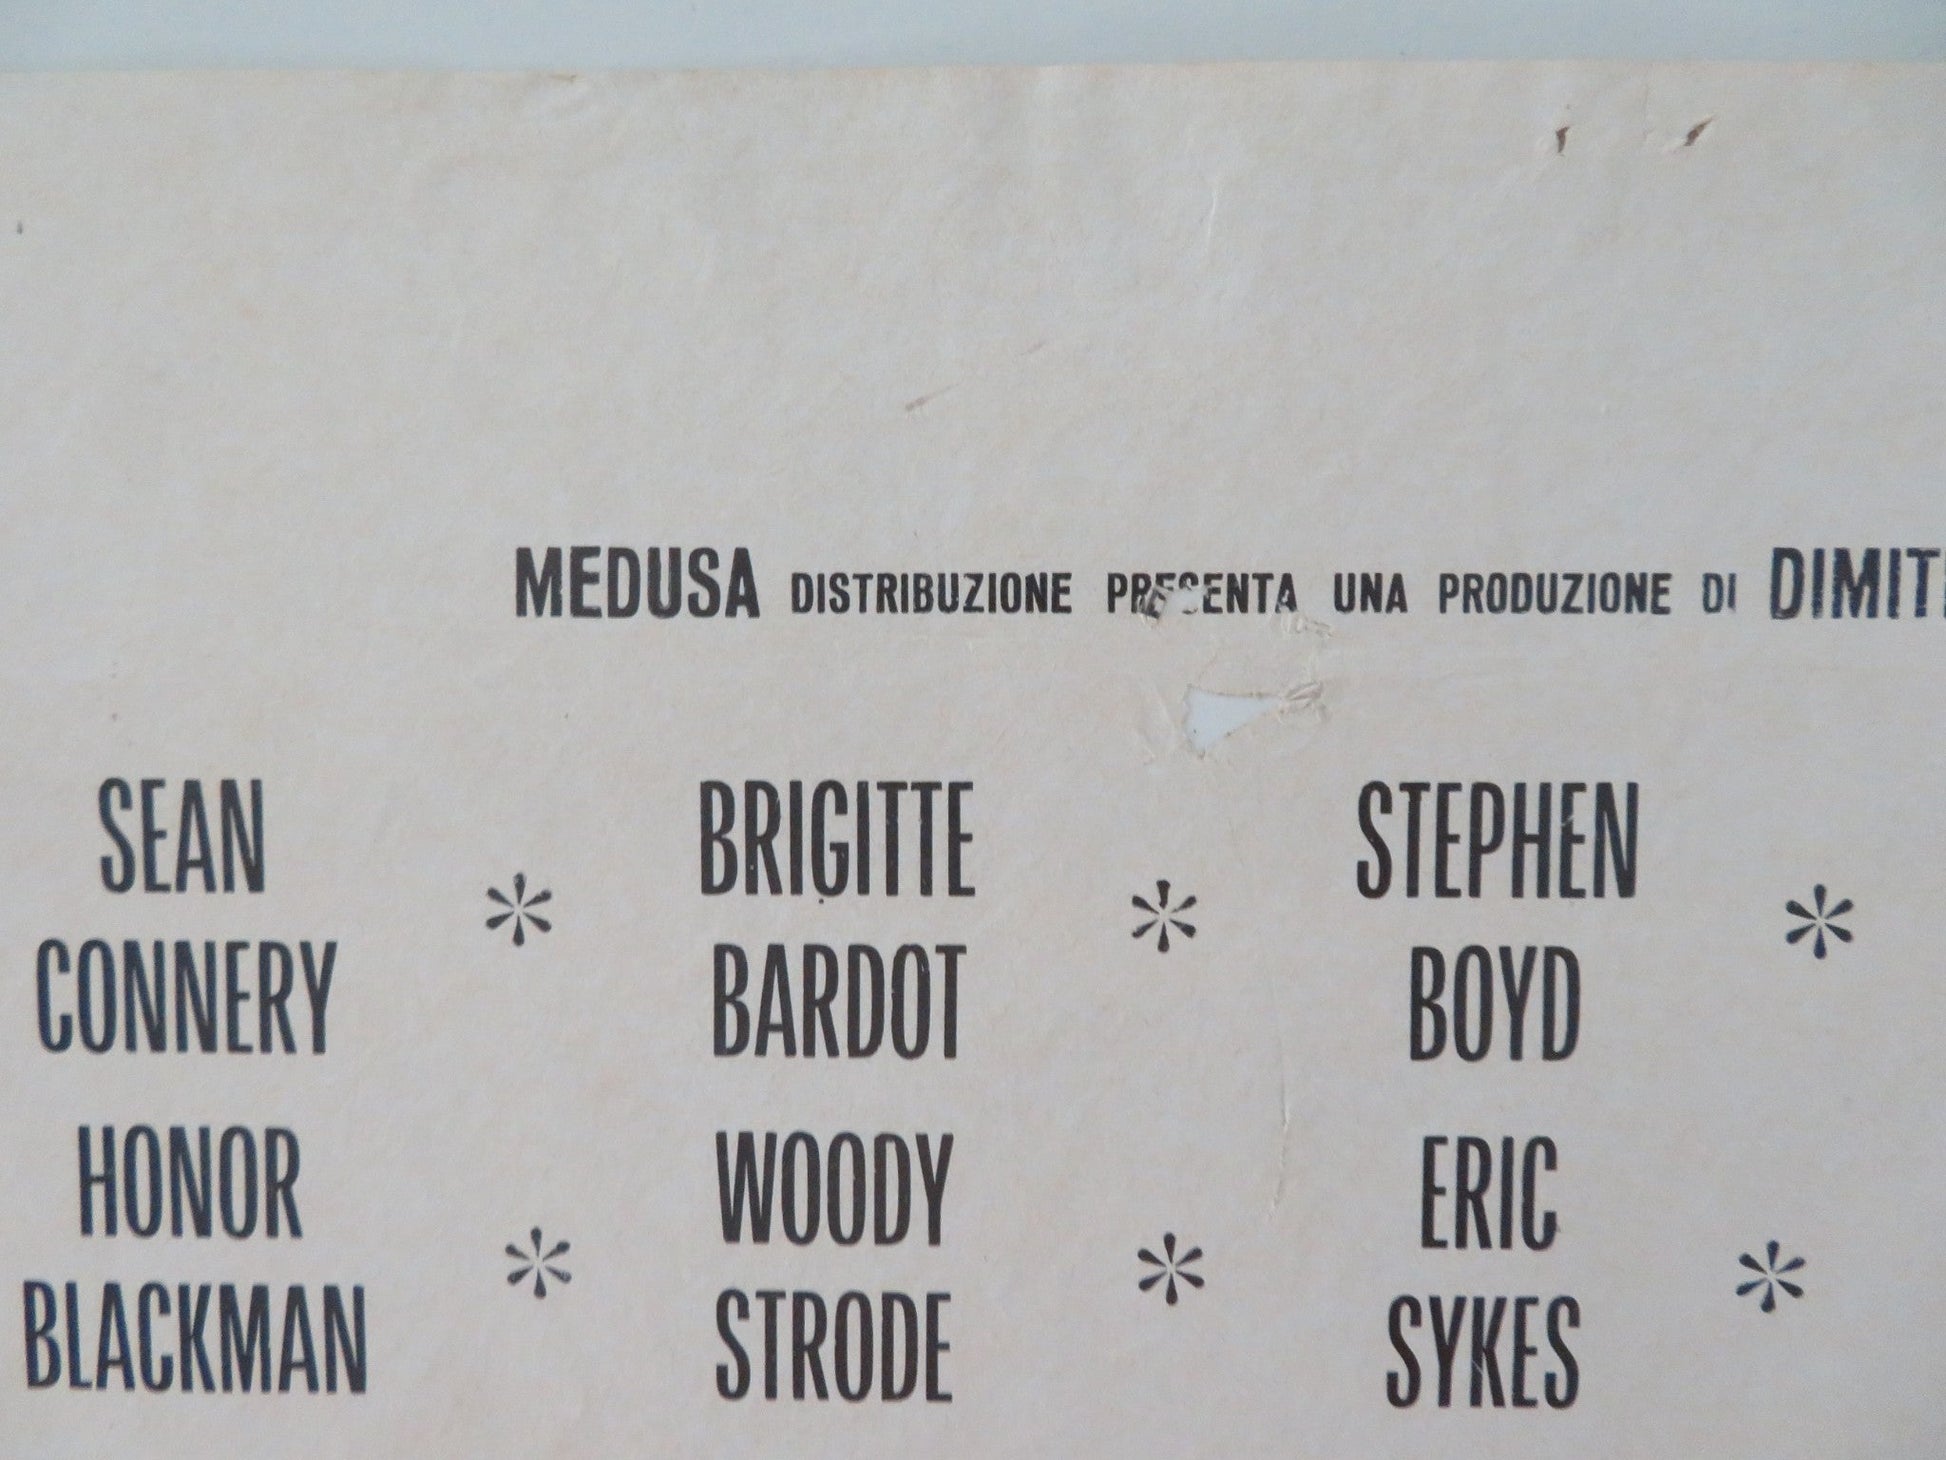 MEDUSA DISTRIBUZIONE PRESENTA UNA PRODUZIONE DI
SEAN CONNERY * BRIGITTE BARDOT * STEPHEN BOYD *
HONOR BLACKMAN * WOODY STRODE * ERIC SYKES *